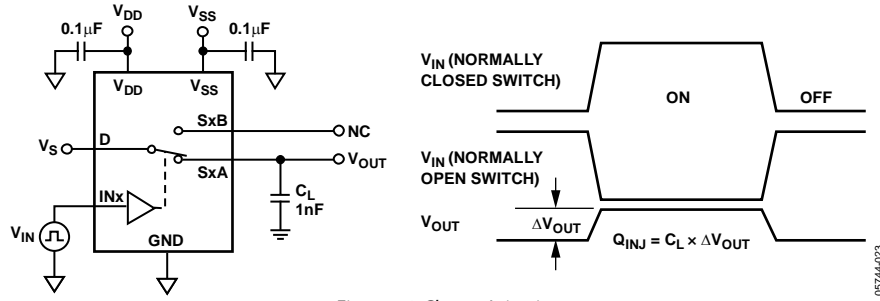 VDD
VSS
0.1µF
0.1µF
VDD
VSS
SxB
NC
VS
D
SxA
VOUT
CL
1nF
INx
VIN
GND
VIN (NORMALLY
CLOSED SWITCH)
ON
OFF
VIN (NORMALLY
OPEN SWITCH)
VOUT
ΔVOUT
QINJ = CL × ΔVOUT
05744-023